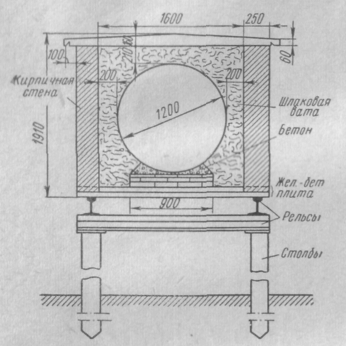 1600
250
100
60
Кирпичная
стена
200
200
1910
1200
Шлаковая
вата
Бетон
Жел.-бет
плита
900
Рельсы
Столбы